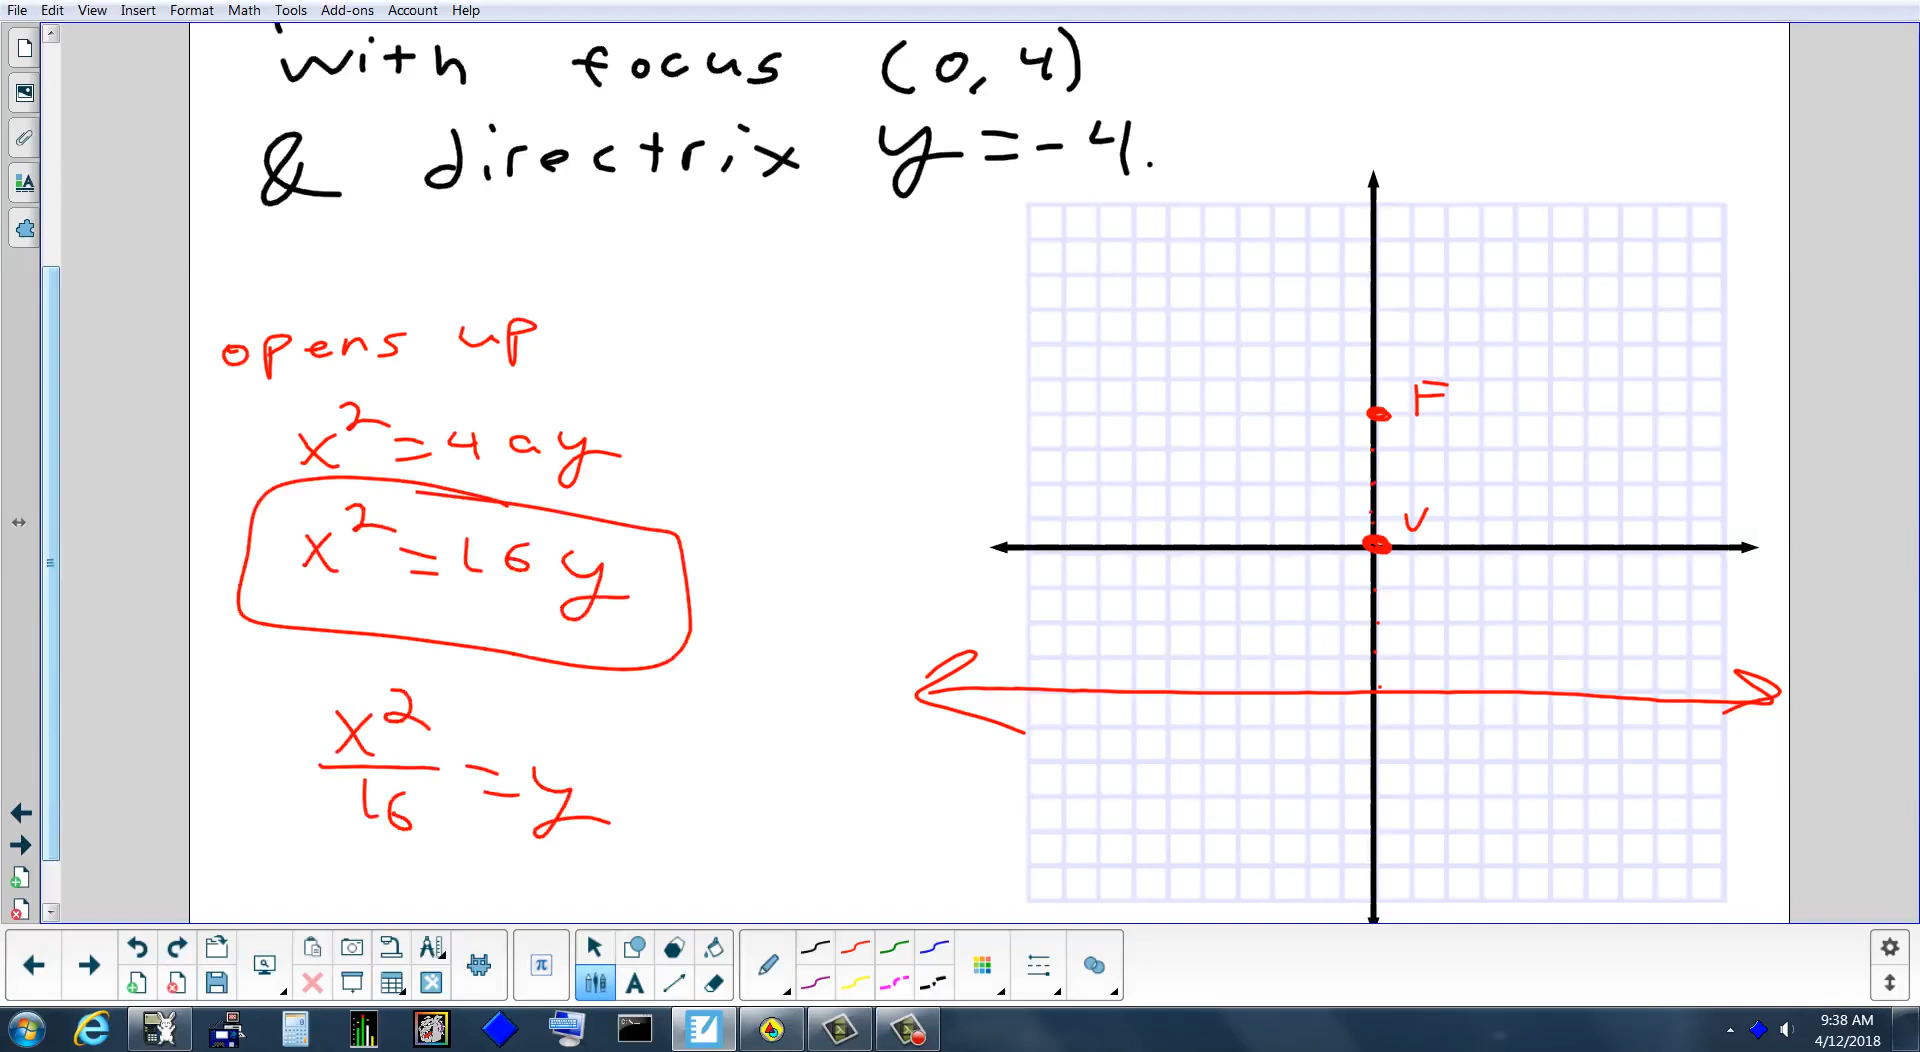 File Edit View Insert Format Math Tools Add-ons Account Help
with focus (0, 4)
& directrix y = -4.
opens up
x² = 4ay
x² = 16y
x²/16 = y
F
V
π
A
9:38 AM
4/12/2018